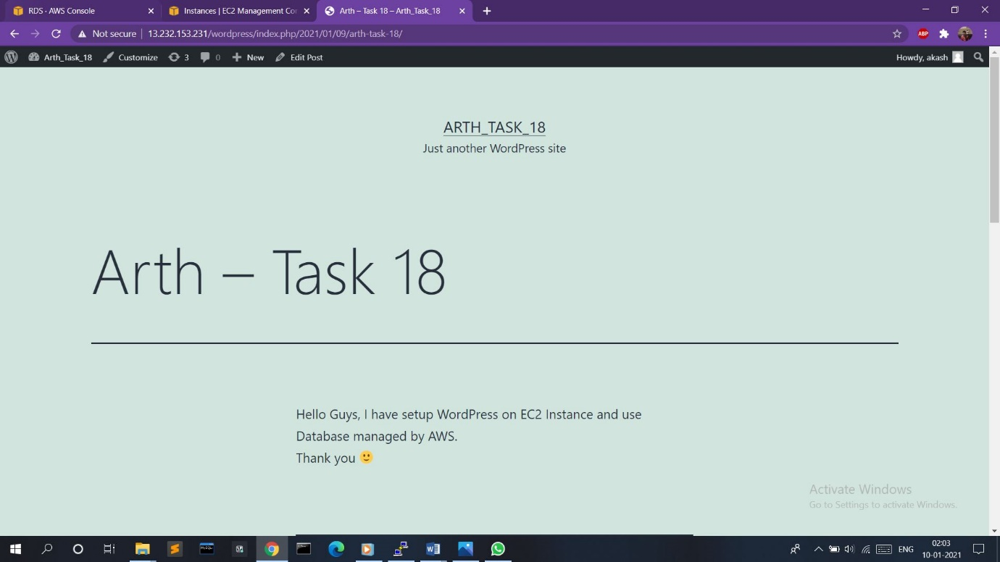 RDS · AWS Console
Instances | EC2 Management Co
Arth – Task 18 – Arth_Task_18
Not secure
13.232.153.231/wordpress/index.php/2021/01/09/arth-task-18/
ABP
Arth_Task_18
Customize
3
0
New
Edit Post
Howdy, akash
ARTH_TASK_18
Just another WordPress site
Arth – Task 18
Hello Guys, I have setup WordPress on EC2 Instance and use
Database managed by AWS.
Thank you 🙂
Activate Windows
Go to Settings to activate Windows.
MySQL
ENG
02:03
10-01-2021